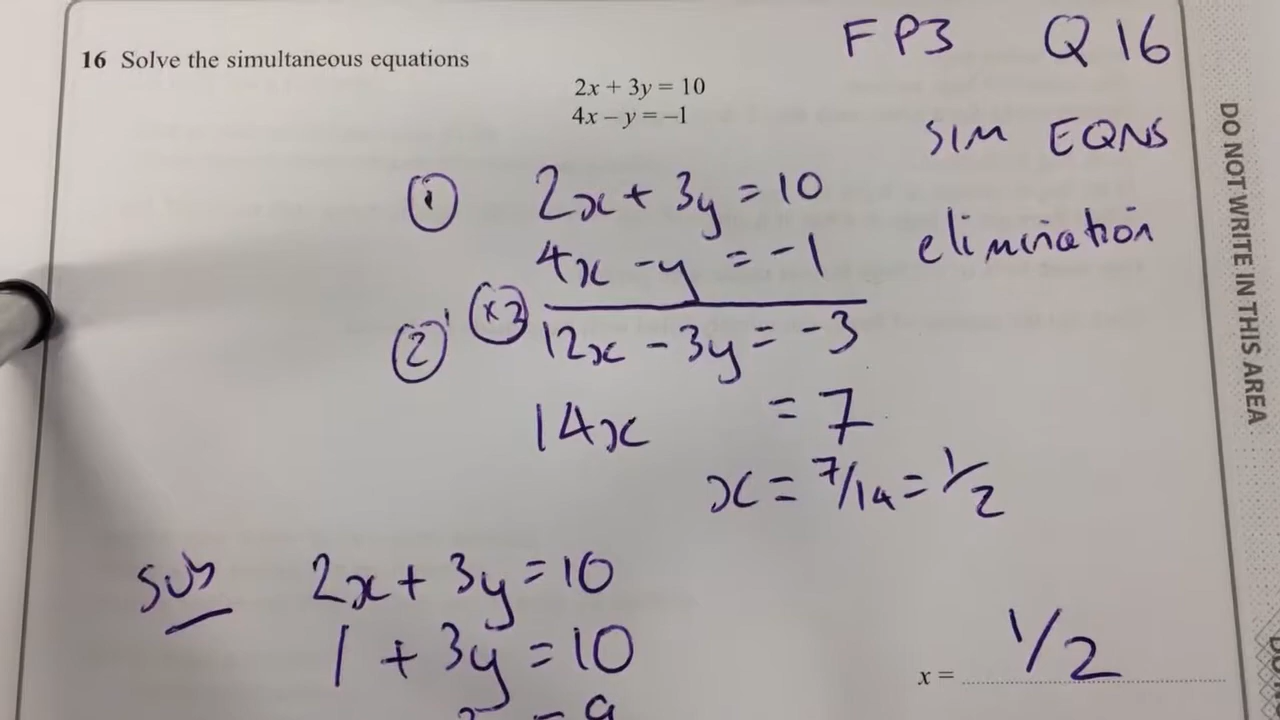 16 Solve the simultaneous equations
2x + 3y = 10
4x – y = –1
FP3 Q16
SIM EQNS
elimination
① 2x + 3y = 10
4x - y = -1
②' ×3 12x - 3y = -3
14x = 7
x = 7/14 = 1/2
Sub 2x + 3y = 10
1 + 3y = 10
= 9
x = 1/2
DO NOT WRITE IN THIS AREA